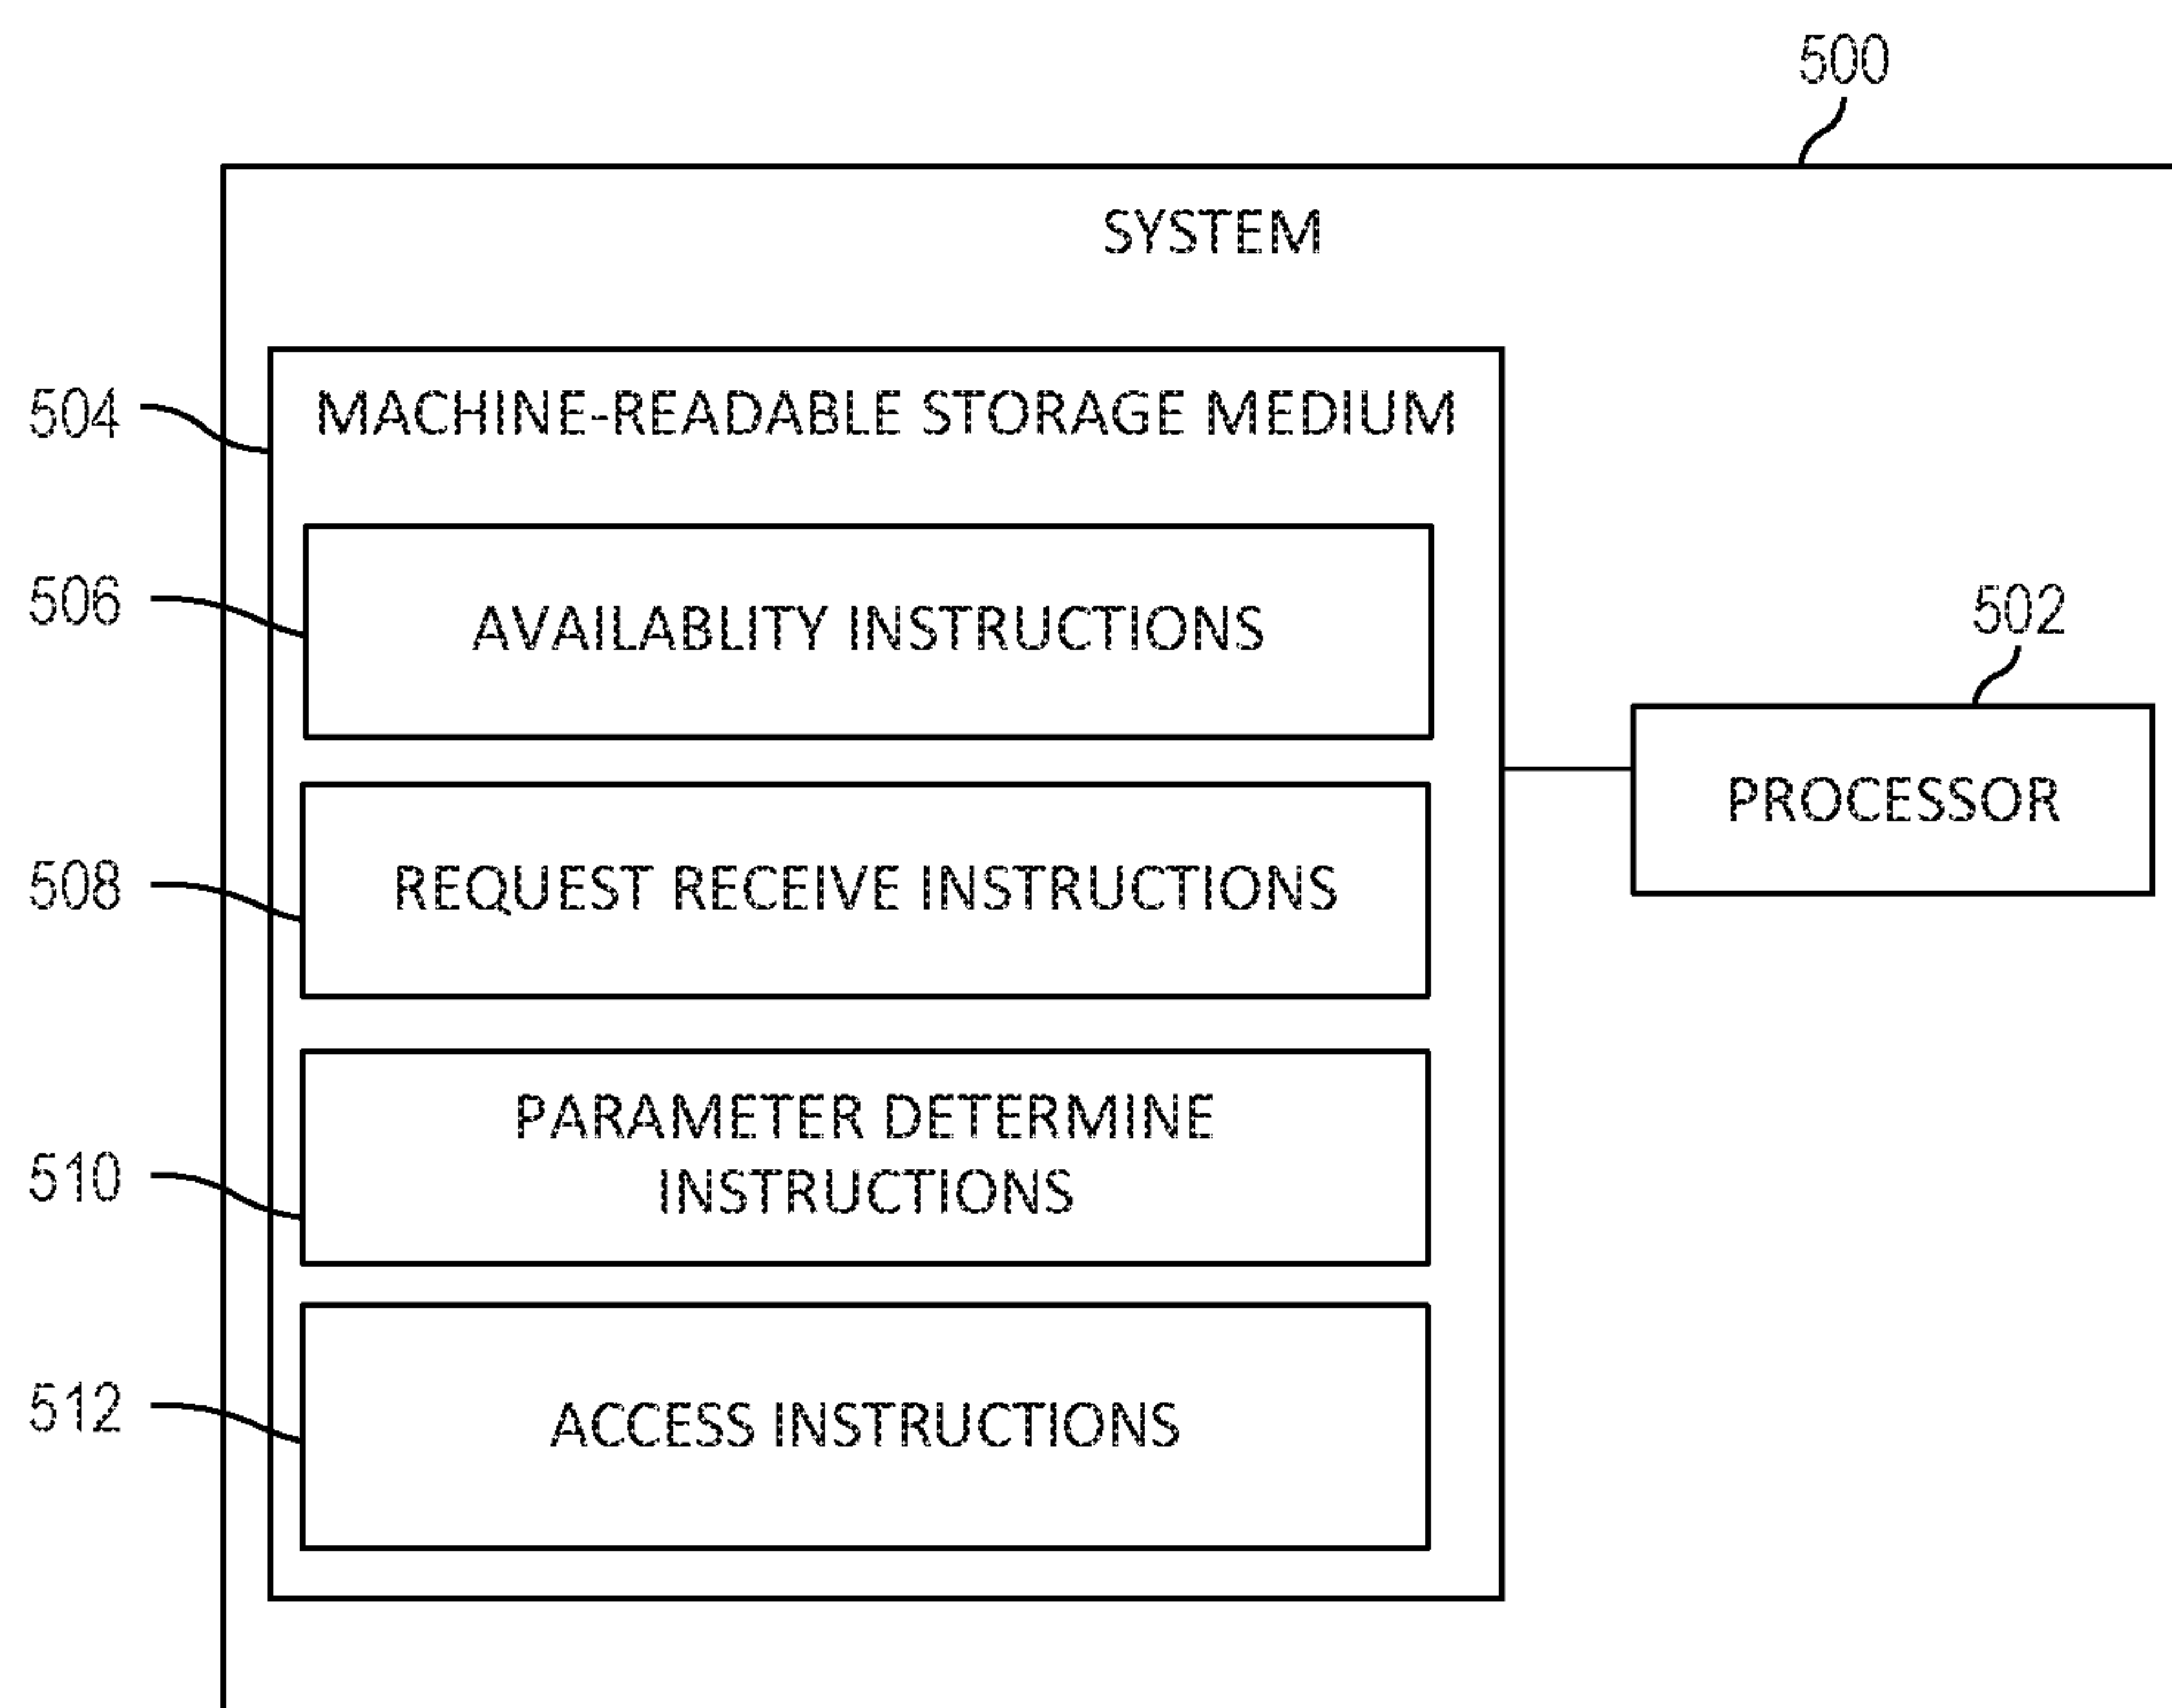 500
SYSTEM
504
MACHINE-READABLE STORAGE MEDIUM
506
AVAILABLITY INSTRUCTIONS
502
PROCESSOR
508
REQUEST RECEIVE INSTRUCTIONS
510
PARAMETER DETERMINE
INSTRUCTIONS
512
ACCESS INSTRUCTIONS